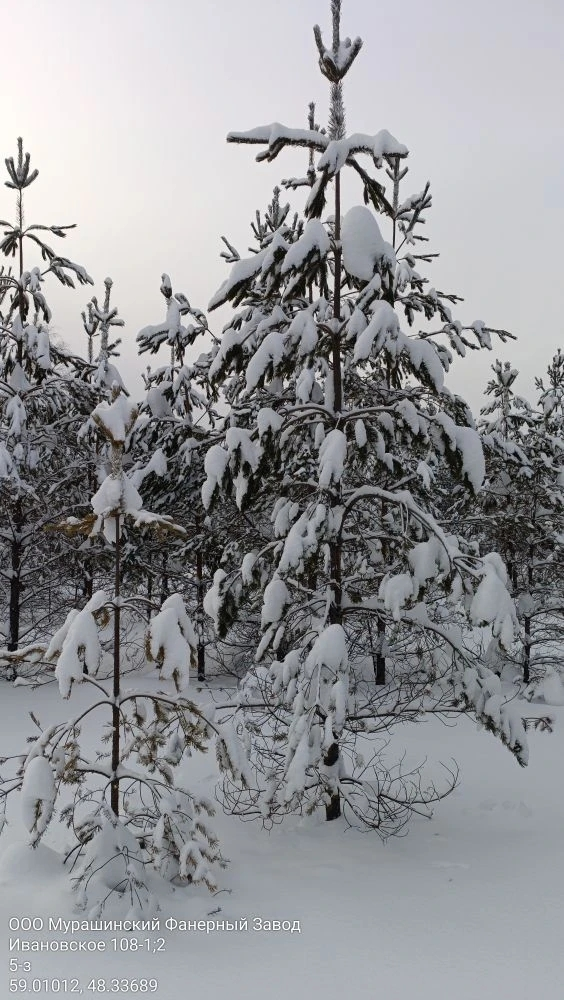 ООО Мурашинский Фанерный Завод
Ивановское 108-1;2
5-з
59.01012, 48.33689